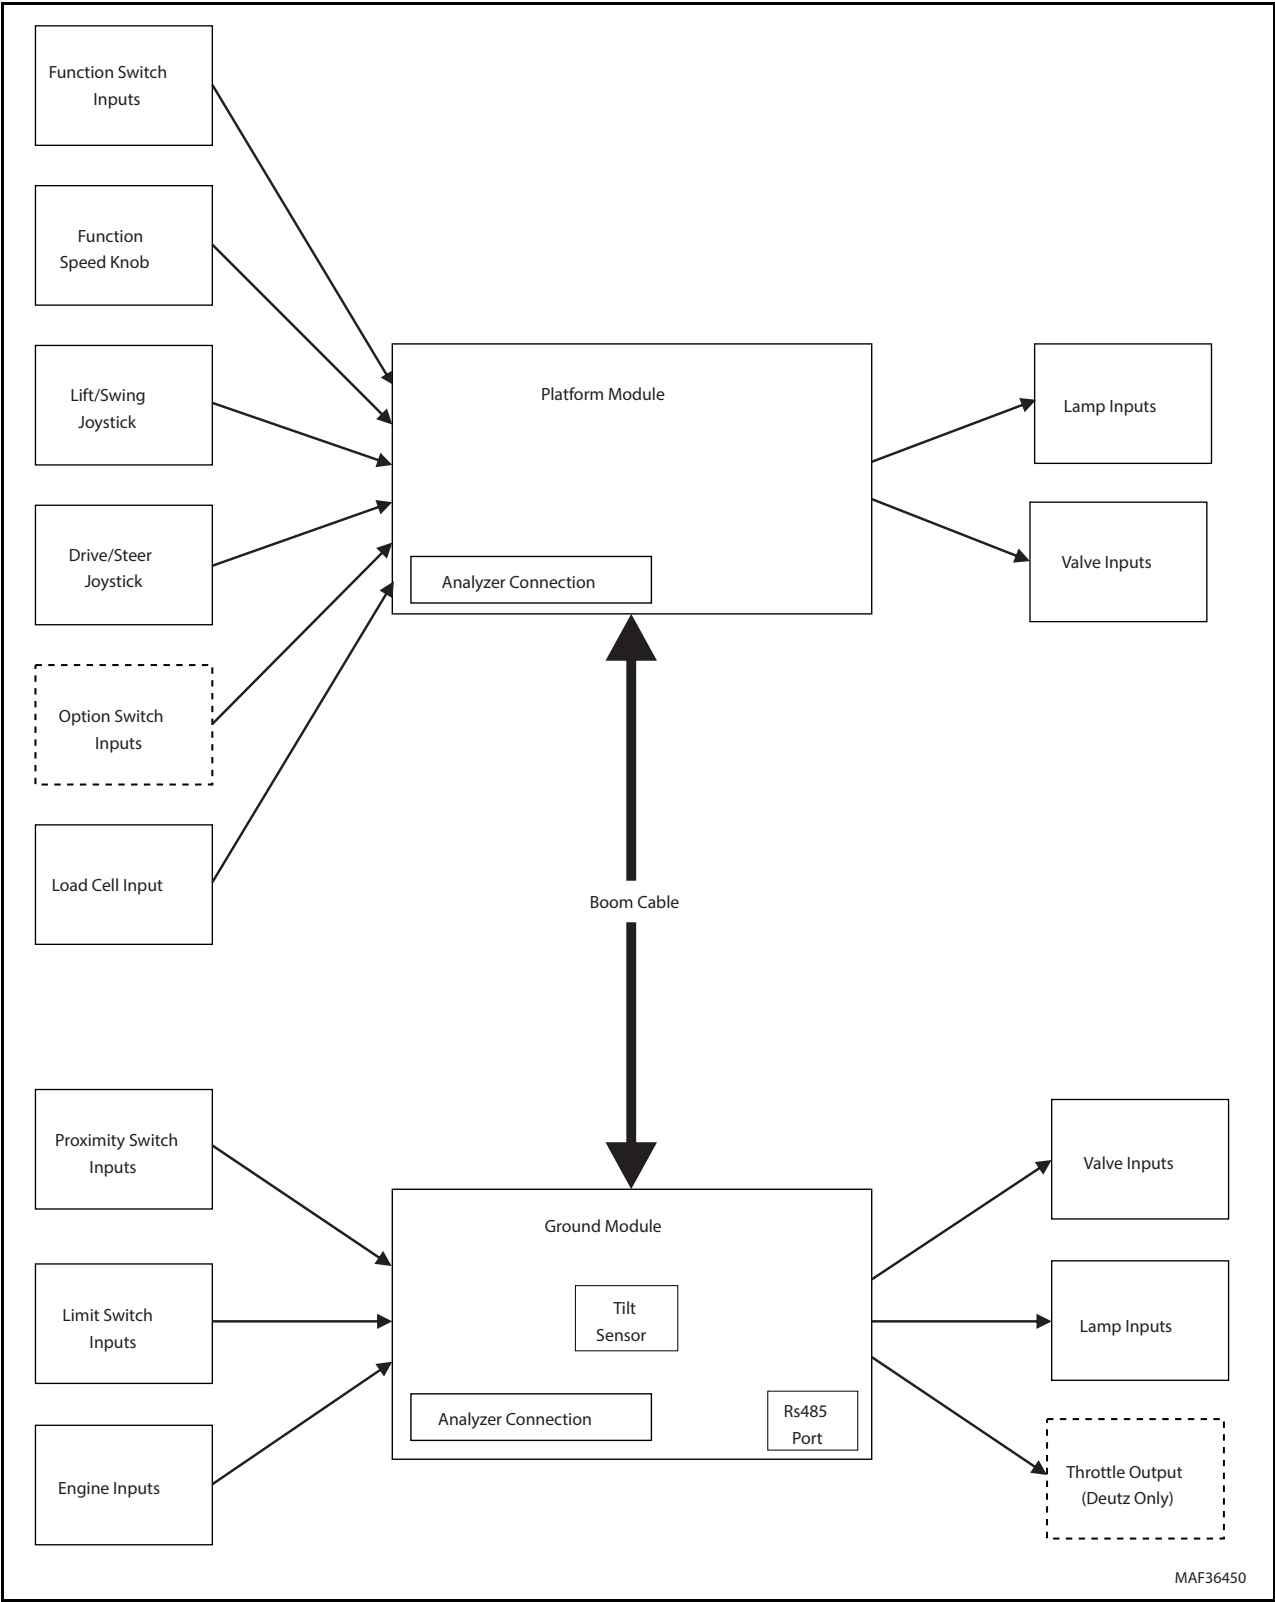 Function Switch
Inputs
Function
Speed Knob
Lift/Swing
Joystick
Drive/Steer
Joystick
Option Switch
Inputs
Load Cell Input
Platform Module
Analyzer Connection
Lamp Inputs
Valve Inputs
Boom Cable
Proximity Switch
Inputs
Limit Switch
Inputs
Engine Inputs
Ground Module
Tilt
Sensor
Analyzer Connection
Rs485
Port
Valve Inputs
Lamp Inputs
Throttle Output
(Deutz Only)
MAF36450